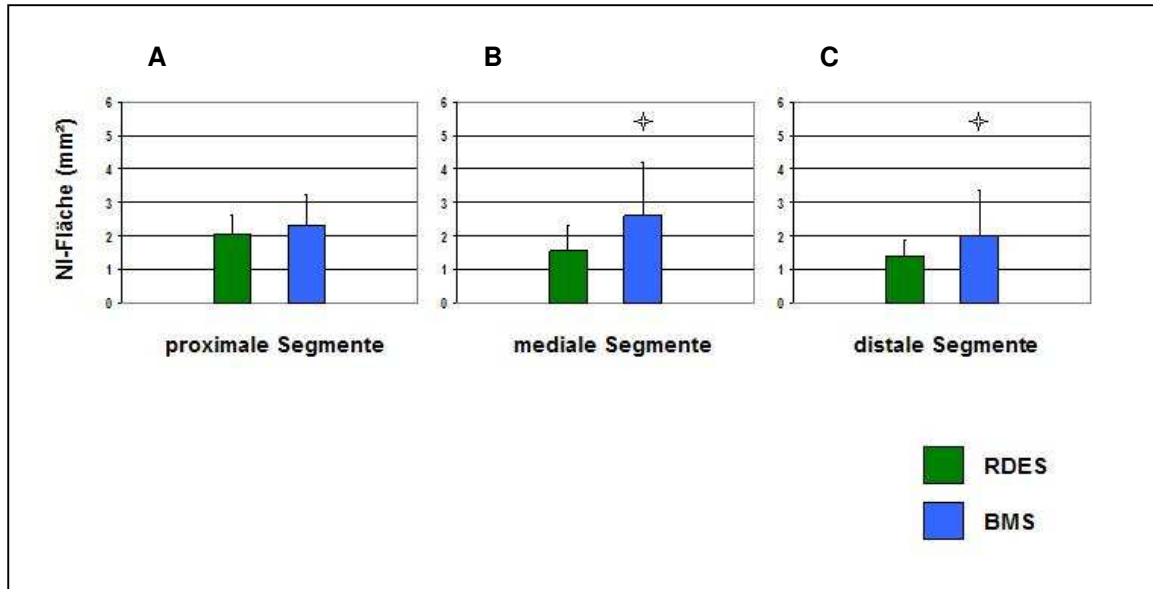 A B C
NI-Fläche (mm²)
6 6 6
5 5 5
4 4 4
3 3 3
2 2 2
1 1 1
0 0 0
proximale Segmente mediale Segmente distale Segmente
RDES
BMS